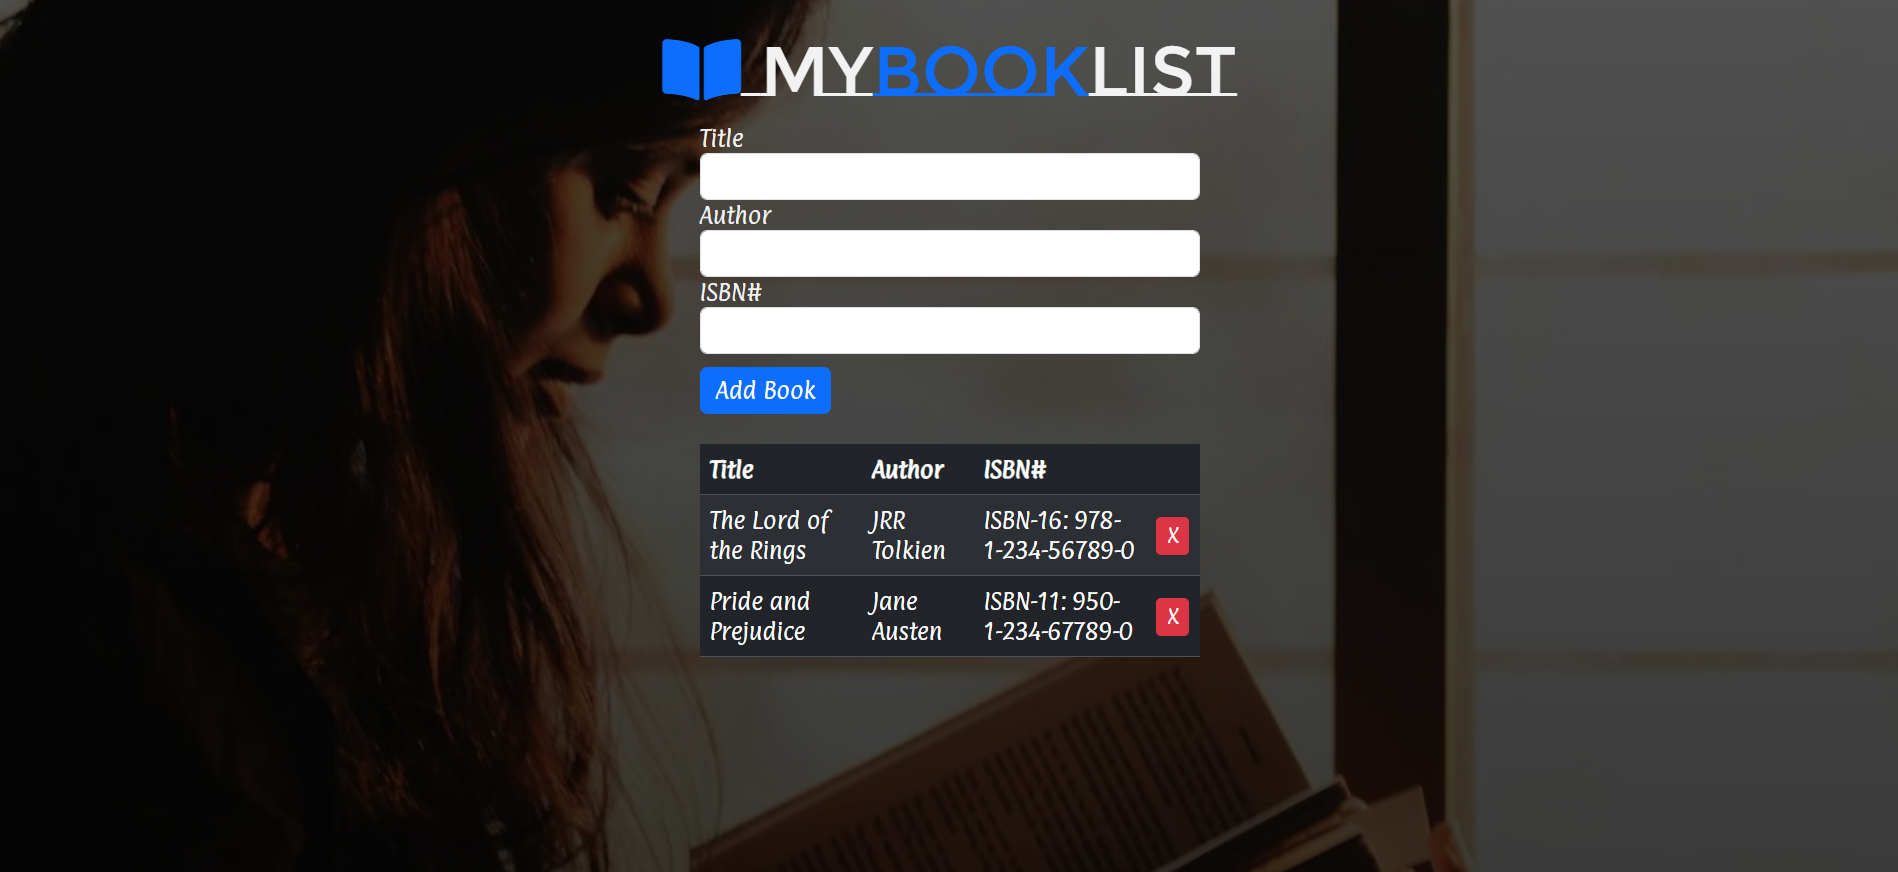 MYBOOKLIST
Title
Author
ISBN#
Add Book
Title Author ISBN#
The Lord of the Rings JRR Tolkien ISBN-16: 978-1-234-56789-0 X
Pride and Prejudice Jane Austen ISBN-11: 950-1-234-67789-0 X